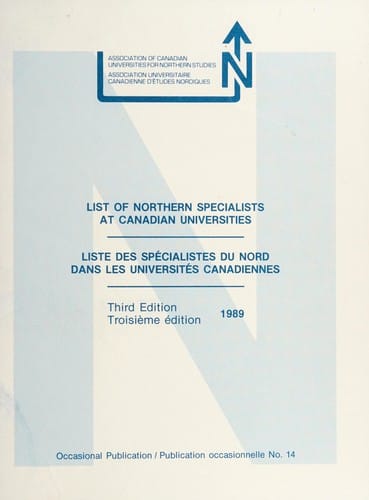 ASSOCIATION OF CANADIAN
UNIVERSITIES FOR NORTHERN STUDIES
ASSOCIATION UNIVERSITAIRE
CANADIENNE D'ÉTUDES NORDIQUES
N
LIST OF NORTHERN SPECIALISTS
AT CANADIAN UNIVERSITIES
LISTE DES SPÉCIALISTES DU NORD
DANS LES UNIVERSITÉS CANADIENNES
Third Edition
Troisième édition
1989
Occasional Publication / Publication occasionnelle No. 14